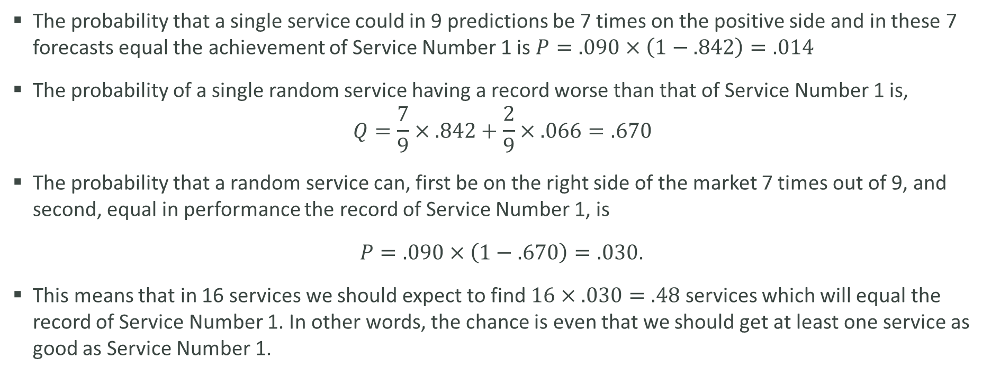 ▪ The probability that a single service could in 9 predictions be 7 times on the positive side and in these 7
forecasts equal the achievement of Service Number 1 is P = .090 × (1 − .842) = .014
▪ The probability of a single random service having a record worse than that of Service Number 1 is,
Q = 7/9 × .842 + 2/9 × .066 = .670
▪ The probability that a random service can, first be on the right side of the market 7 times out of 9, and
second, equal in performance the record of Service Number 1, is
P = .090 × (1 − .670) = .030.
▪ This means that in 16 services we should expect to find 16 × .030 = .48 services which will equal the
record of Service Number 1. In other words, the chance is even that we should get at least one service as
good as Service Number 1.